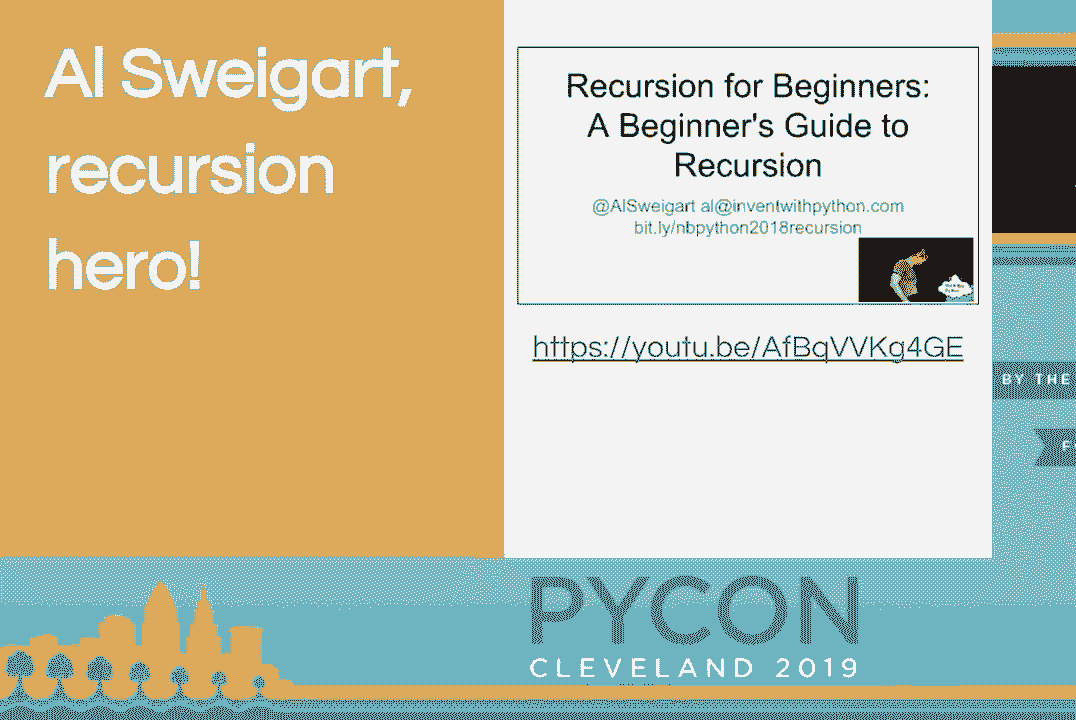 Al Sweigart,
recursion
hero!
Recursion for Beginners:
A Beginner's Guide to
Recursion
@AlSweigart al@inventwithpython.com
bit.ly/nbpython2018recursion
https://youtu.be/AfBqVVKg4GE
BY THE
PYCON
CLEVELAND 2019